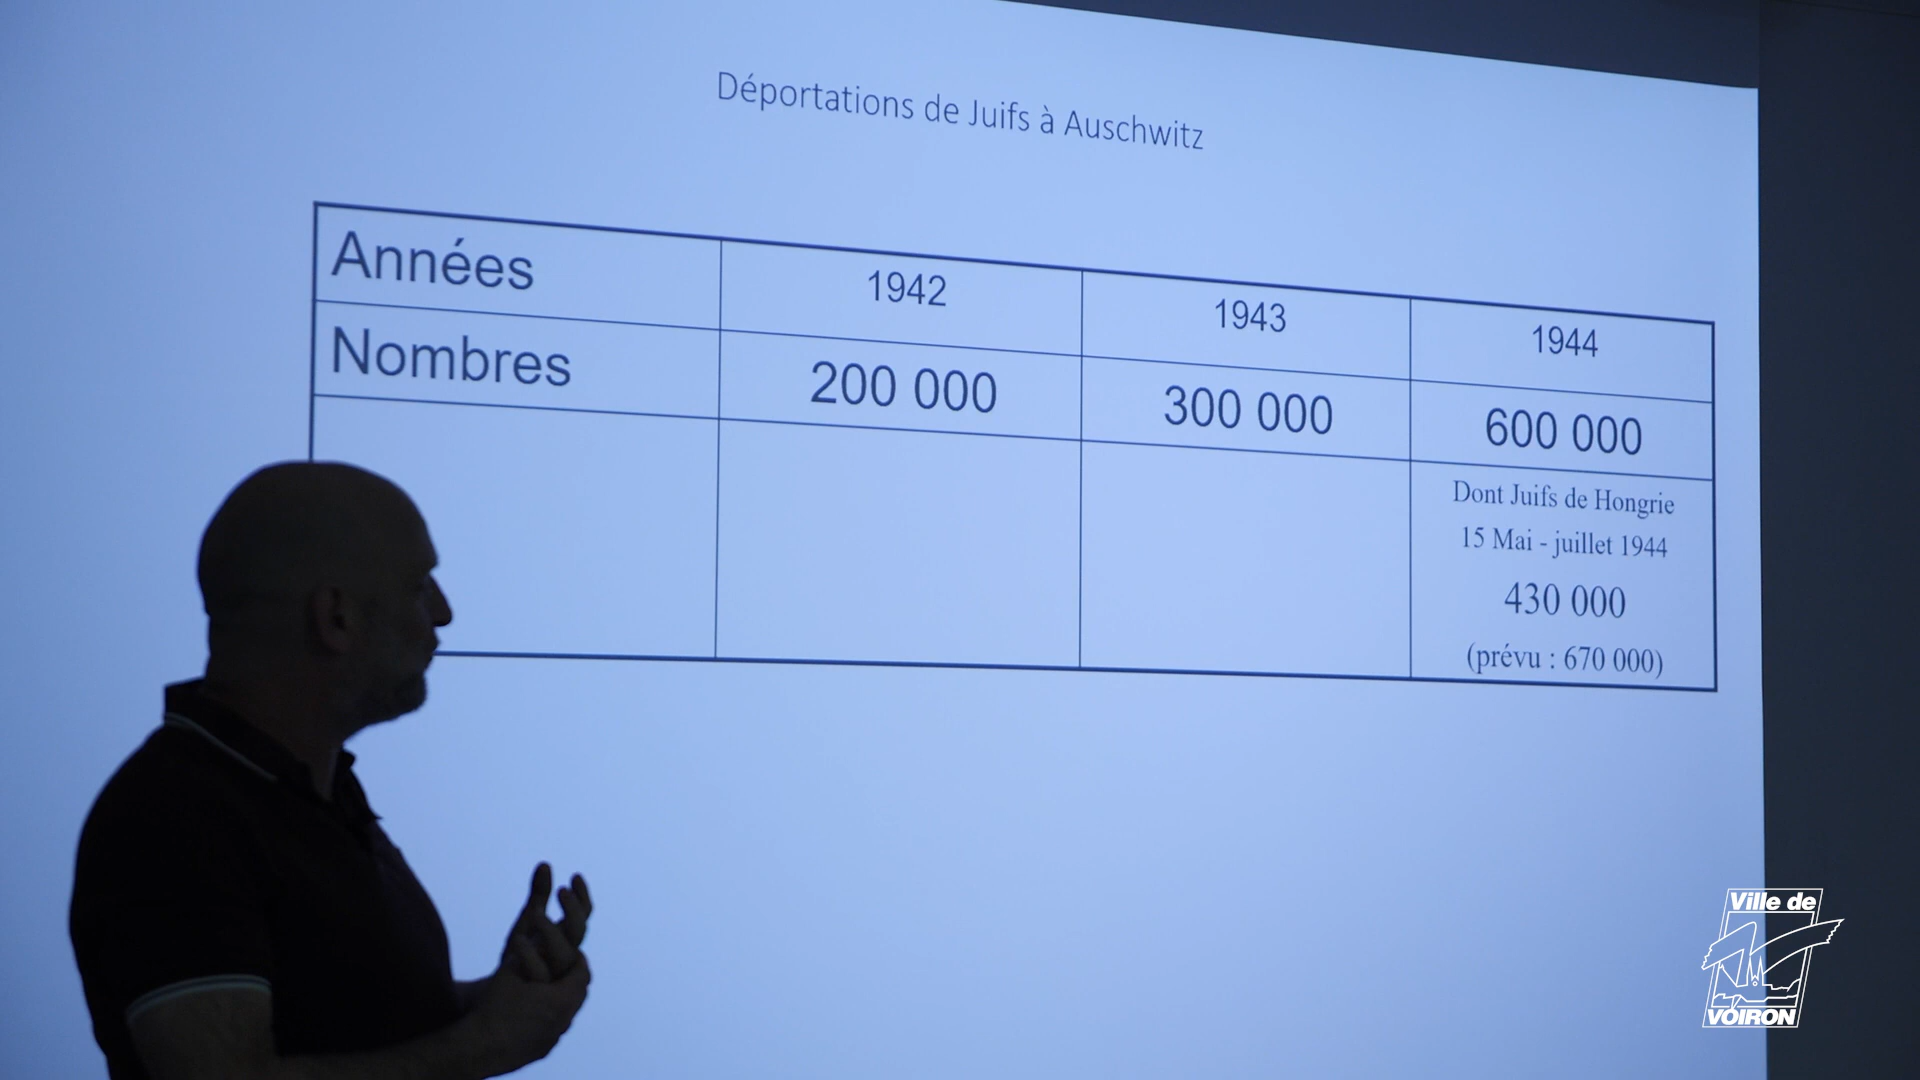 Déportations de Juifs à Auschwitz
Années 1942 1943 1944
Nombres 200 000 300 000 600 000
Dont Juifs de Hongrie
15 Mai - juillet 1944
430 000
(prévu : 670 000)
Ville de
VOIRON